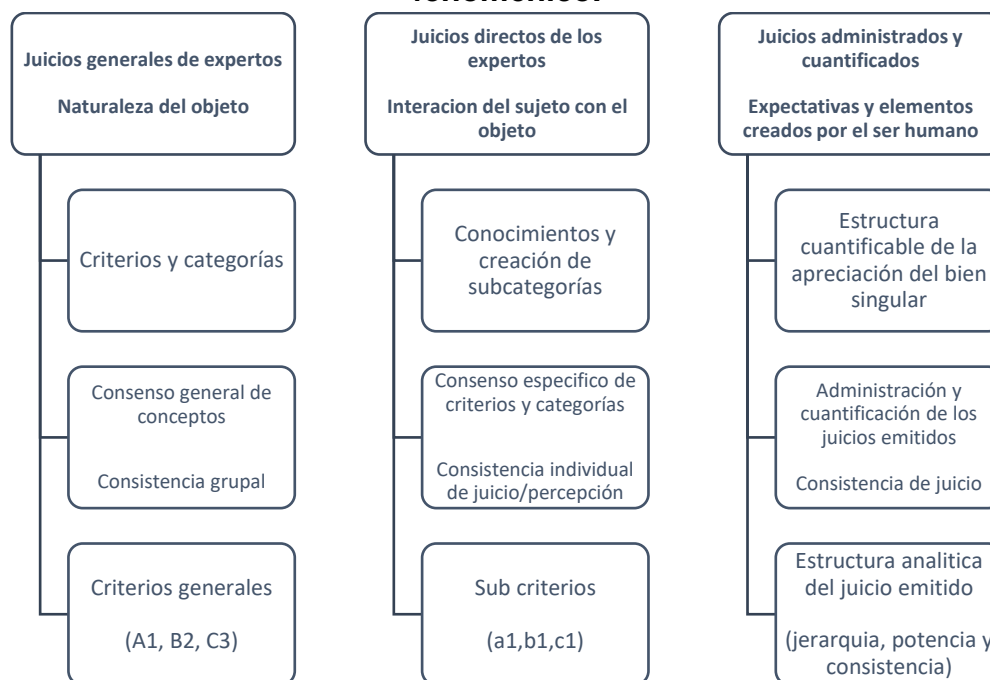 Juicios generales de expertos
Naturaleza del objeto
Criterios y categorías
Consenso general de
conceptos
Consistencia grupal
Criterios generales
(A1, B2, C3)
Juicios directos de los
expertos
Interacion del sujeto con el
objeto
Conocimientos y
creación de
subcategorías
Consenso especifico de
criterios y categorías
Consistencia individual
de juicio/percepción
Sub criterios
(a1,b1,c1)
Juicios administrados y
cuantificados
Expectativas y elementos
creados por el ser humano
Estructura
cuantificable de la
apreciación del bien
singular
Administración y
cuantificación de los
juicios emitidos
Consistencia de juicio
Estructura analitica
del juicio emitido
(jerarquia, potencia y
consistencia)